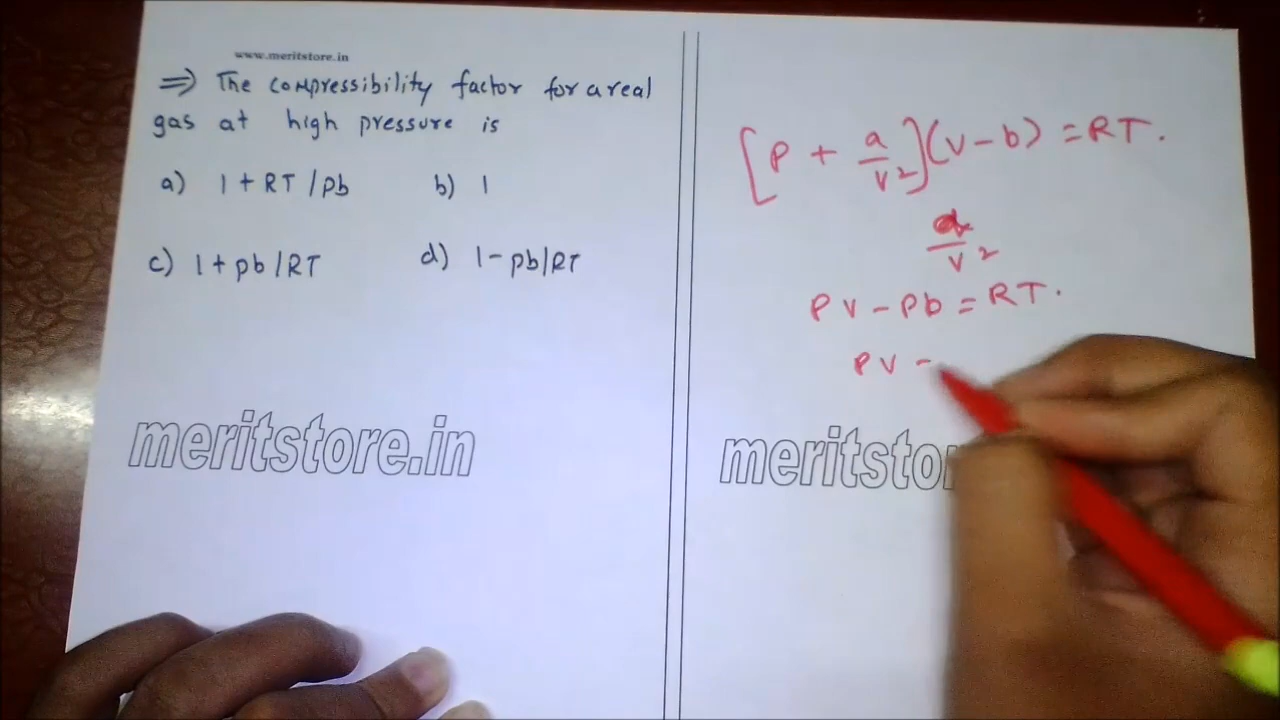 www.meritstore.in
⇒ The compressibility factor for a real
gas at high pressure is
a) 1 + RT / pb b) 1
c) 1 + pb / RT d) 1 - pb/RT
meritstore.in
[P + a/v²](v - b) = RT.
a/v²
PV - Pb = RT.
PV -
meritstor